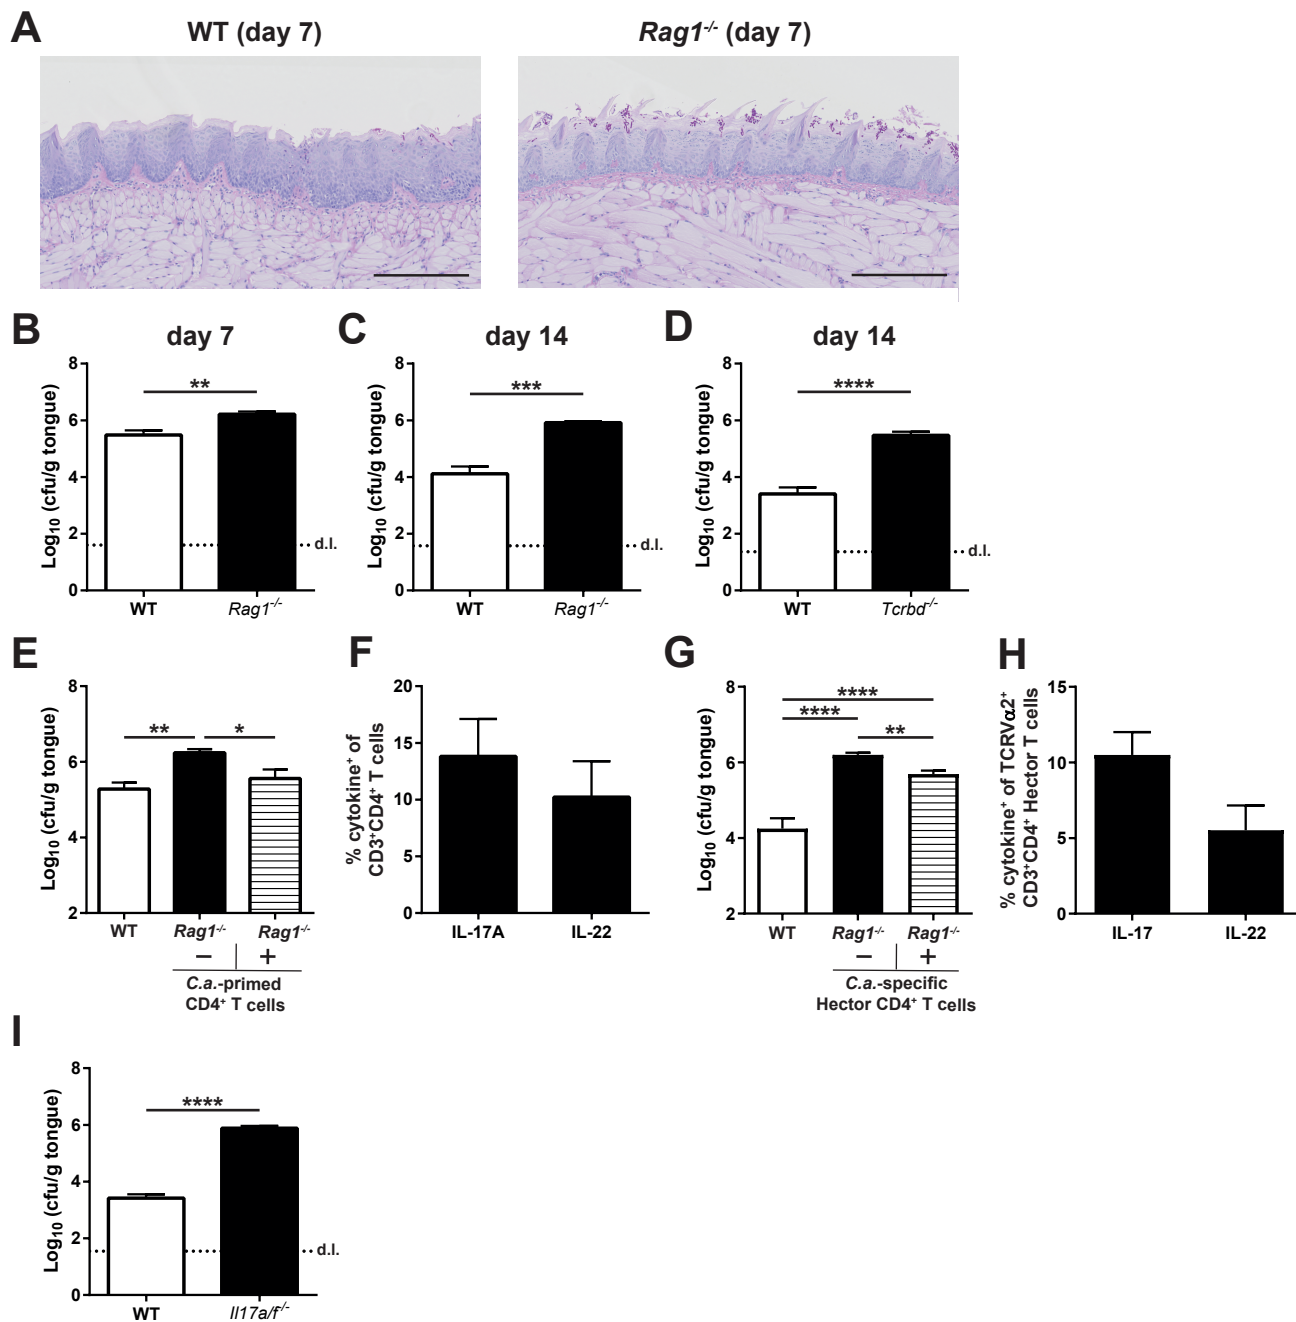 A
WT (day 7)
Rag1-/- (day 7)
B
day 7
Log10 (cfu/g tongue)
8
6
4
2
0
**
d.l.
WT
Rag1-/-
C
day 14
Log10 (cfu/g tongue)
8
6
4
2
0
***
d.l.
WT
Rag1-/-
D
day 14
Log10 (cfu/g tongue)
8
6
4
2
0
****
d.l.
WT
Tcrbd-/-
E
Log10 (cfu/g tongue)
8
6
4
2
**
*
WT
Rag1-/-
Rag1-/-
− +
C.a.-primed
CD4+ T cells
F
% cytokine+ of
CD3+CD4+ T cells
20
15
10
5
0
IL-17A
IL-22
G
Log10 (cfu/g tongue)
8
6
4
2
****
****
**
WT
Rag1-/-
Rag1-/-
− +
C.a.-specific
Hector CD4+ T cells
H
% cytokine+ of TCRVα2+
CD3+CD4+ Hector T cells
15
10
5
0
IL-17
IL-22
I
Log10 (cfu/g tongue)
8
6
4
2
0
****
d.l.
WT
Il17a/f-/-